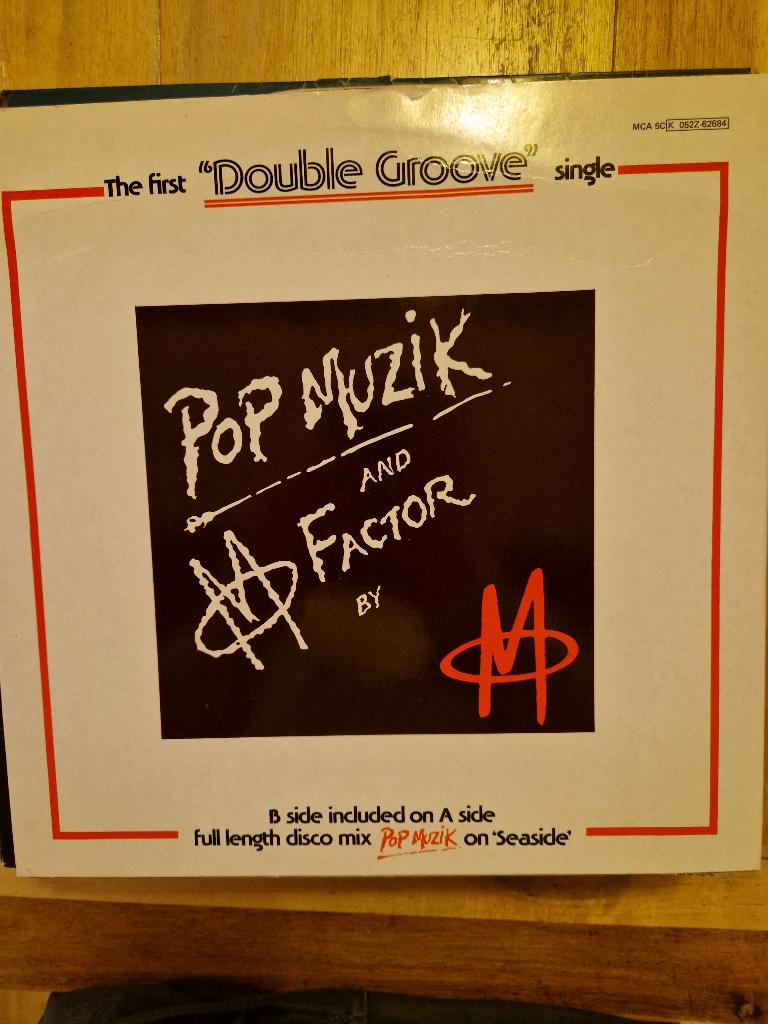 MCA 5C K 052Z-62684
The first "Double Groove" single
POP MUZIK
AND
M FACTOR
BY
M
B side included on A side
full length disco mix POP MUZIK on 'Seaside'